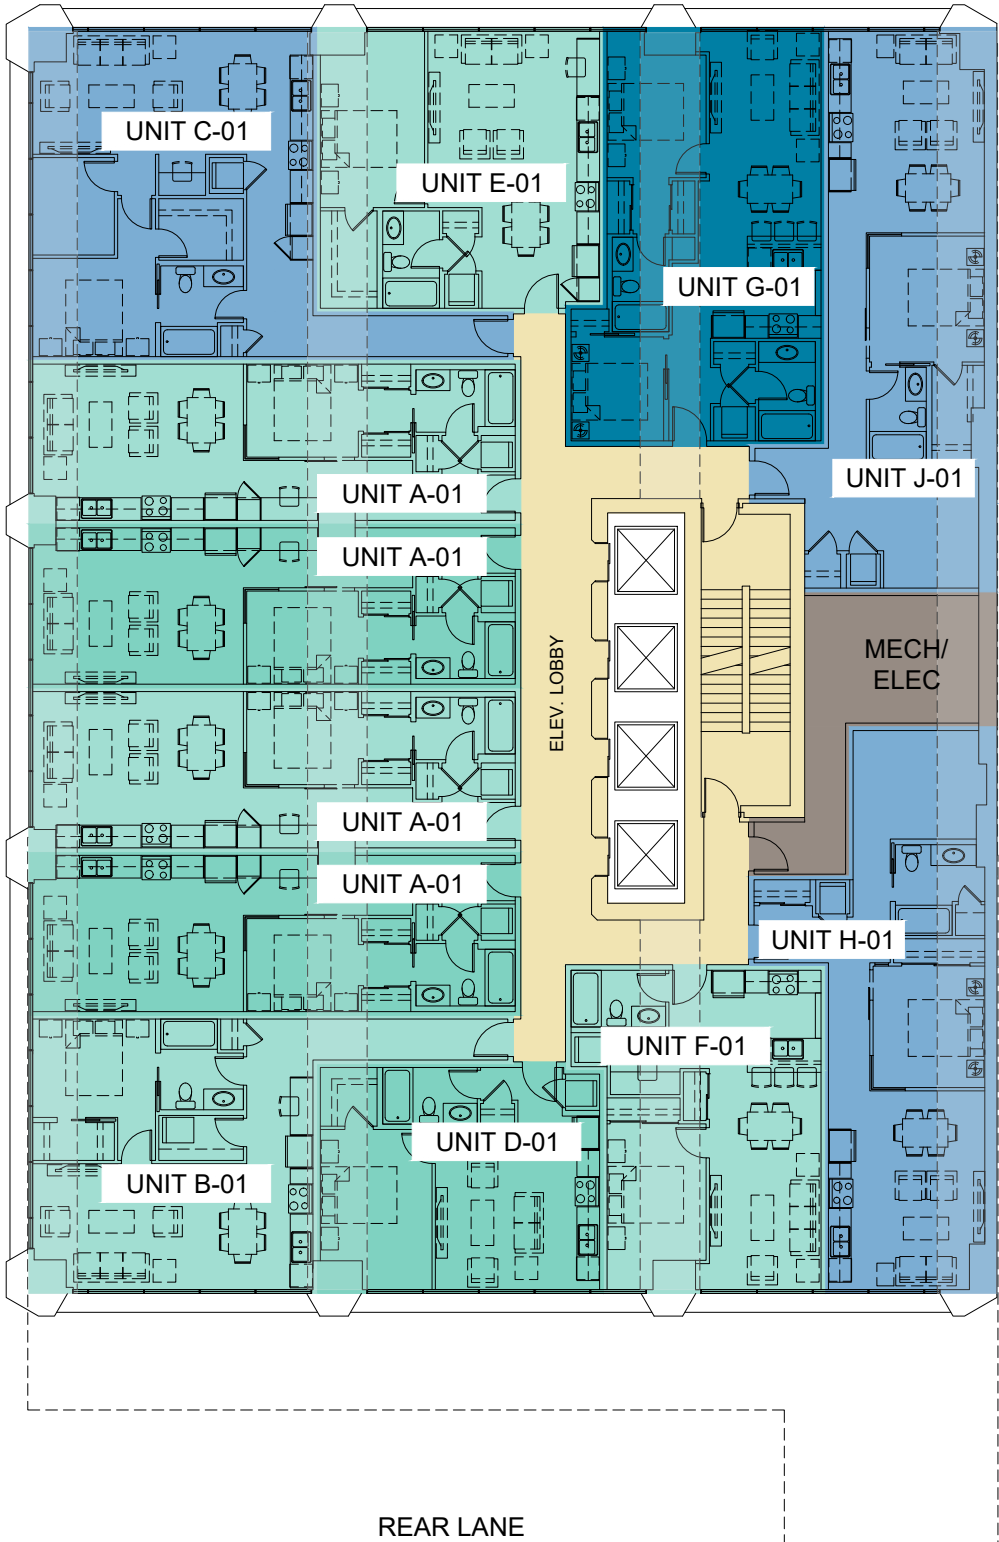 UNIT C-01
UNIT E-01
UNIT G-01
UNIT J-01
UNIT A-01
UNIT A-01
ELEV. LOBBY
MECH/
ELEC
UNIT A-01
UNIT A-01
UNIT H-01
UNIT F-01
UNIT D-01
UNIT B-01
REAR LANE